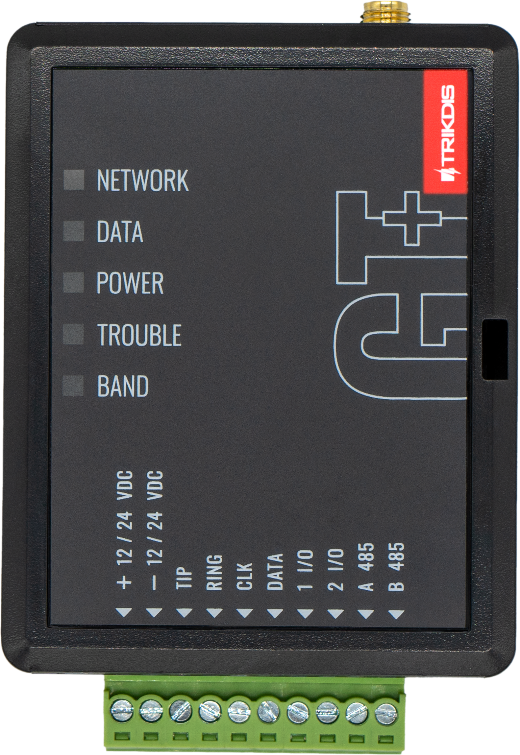 TRIKDIS
GT+
NETWORK
DATA
POWER
TROUBLE
BAND
+ 12 / 24 VDC
− 12 / 24 VDC
TIP
RING
CLK
DATA
1 I/O
2 I/O
A 485
B 485